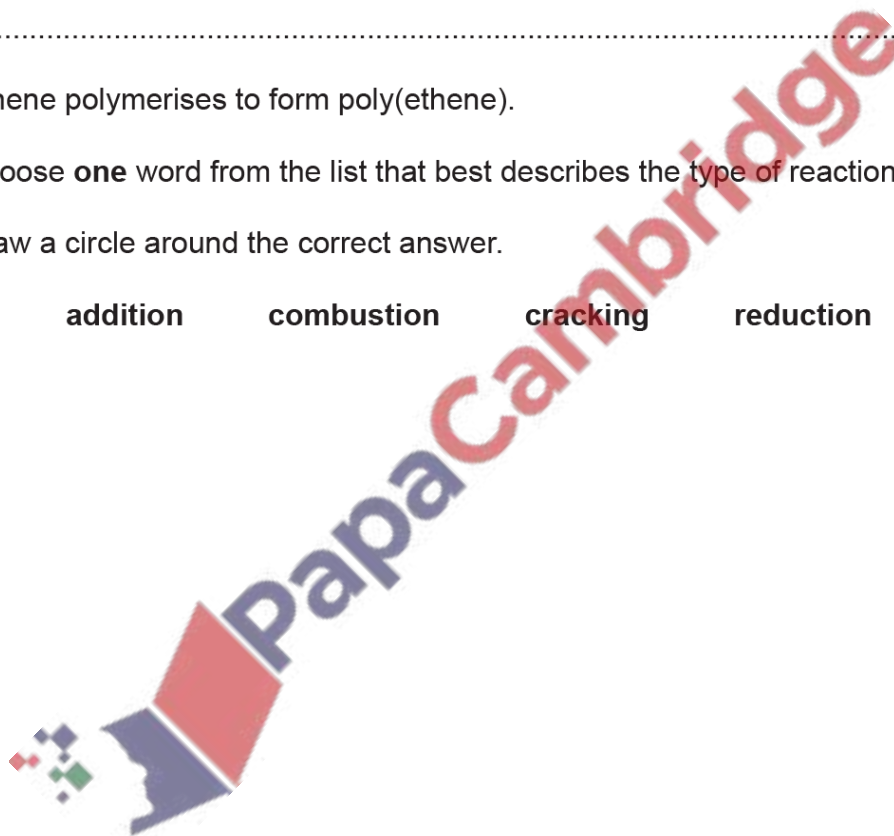 hene polymerises to form poly(ethene).
oose one word from the list that best describes the type of reaction
aw a circle around the correct answer.
addition combustion cracking reduction
PapaCambridge